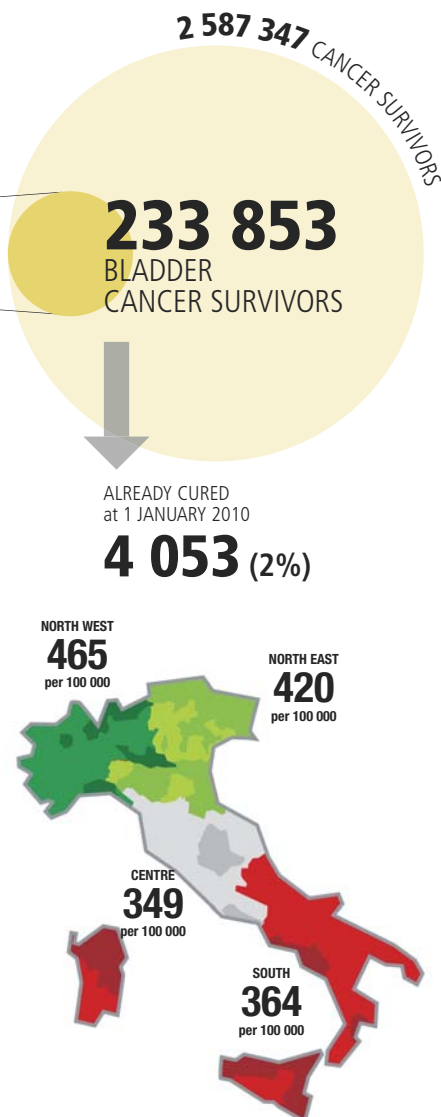 2 587 347 CANCER SURVIVORS
233 853
BLADDER
CANCER SURVIVORS
ALREADY CURED
at 1 JANUARY 2010
4 053 (2%)
NORTH WEST
465
per 100 000
NORTH EAST
420
per 100 000
CENTRE
349
per 100 000
SOUTH
364
per 100 000